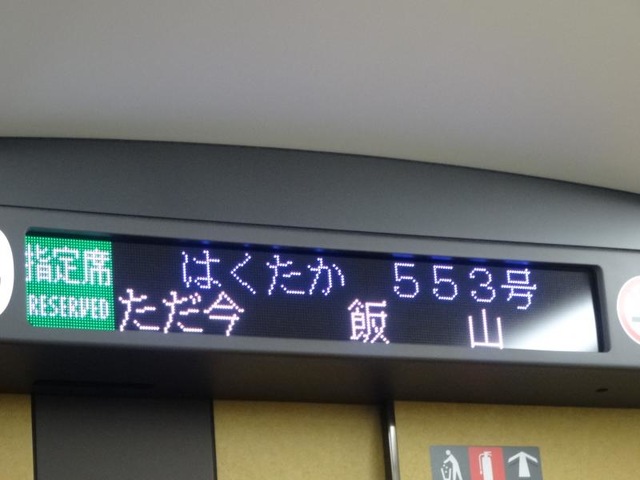 指定席
RESERVED
はくたか 553号
ただ今 飯 山